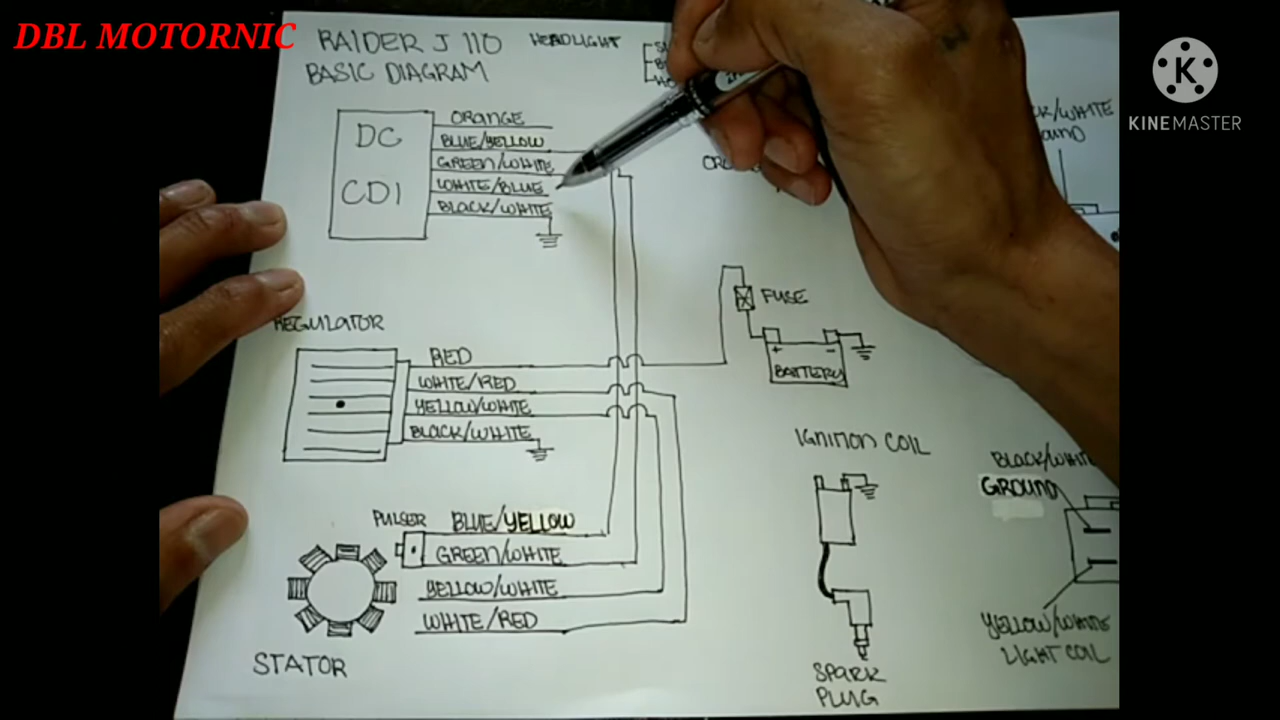 DBL MOTORNIC
RAIDER J 110
BASIC DIAGRAM
HEADLIGHT
K
KINEMASTER
DC
CDI
ORANGE
BLUE/YELLOW
GREEN/WHITE
WHITE/BLUE
BLACK/WHITE
REGULATOR
RED
WHITE/RED
YELLOW/WHITE
BLACK/WHITE
FUSE
+ -
BATTERY
IGNITION COIL
SPARK
PLUG
PULSER
BLUE/YELLOW
GREEN/WHITE
YELLOW/WHITE
WHITE/RED
STATOR
BLACK/WHITE
GROUND
YELLOW/WHITE
LIGHT COIL